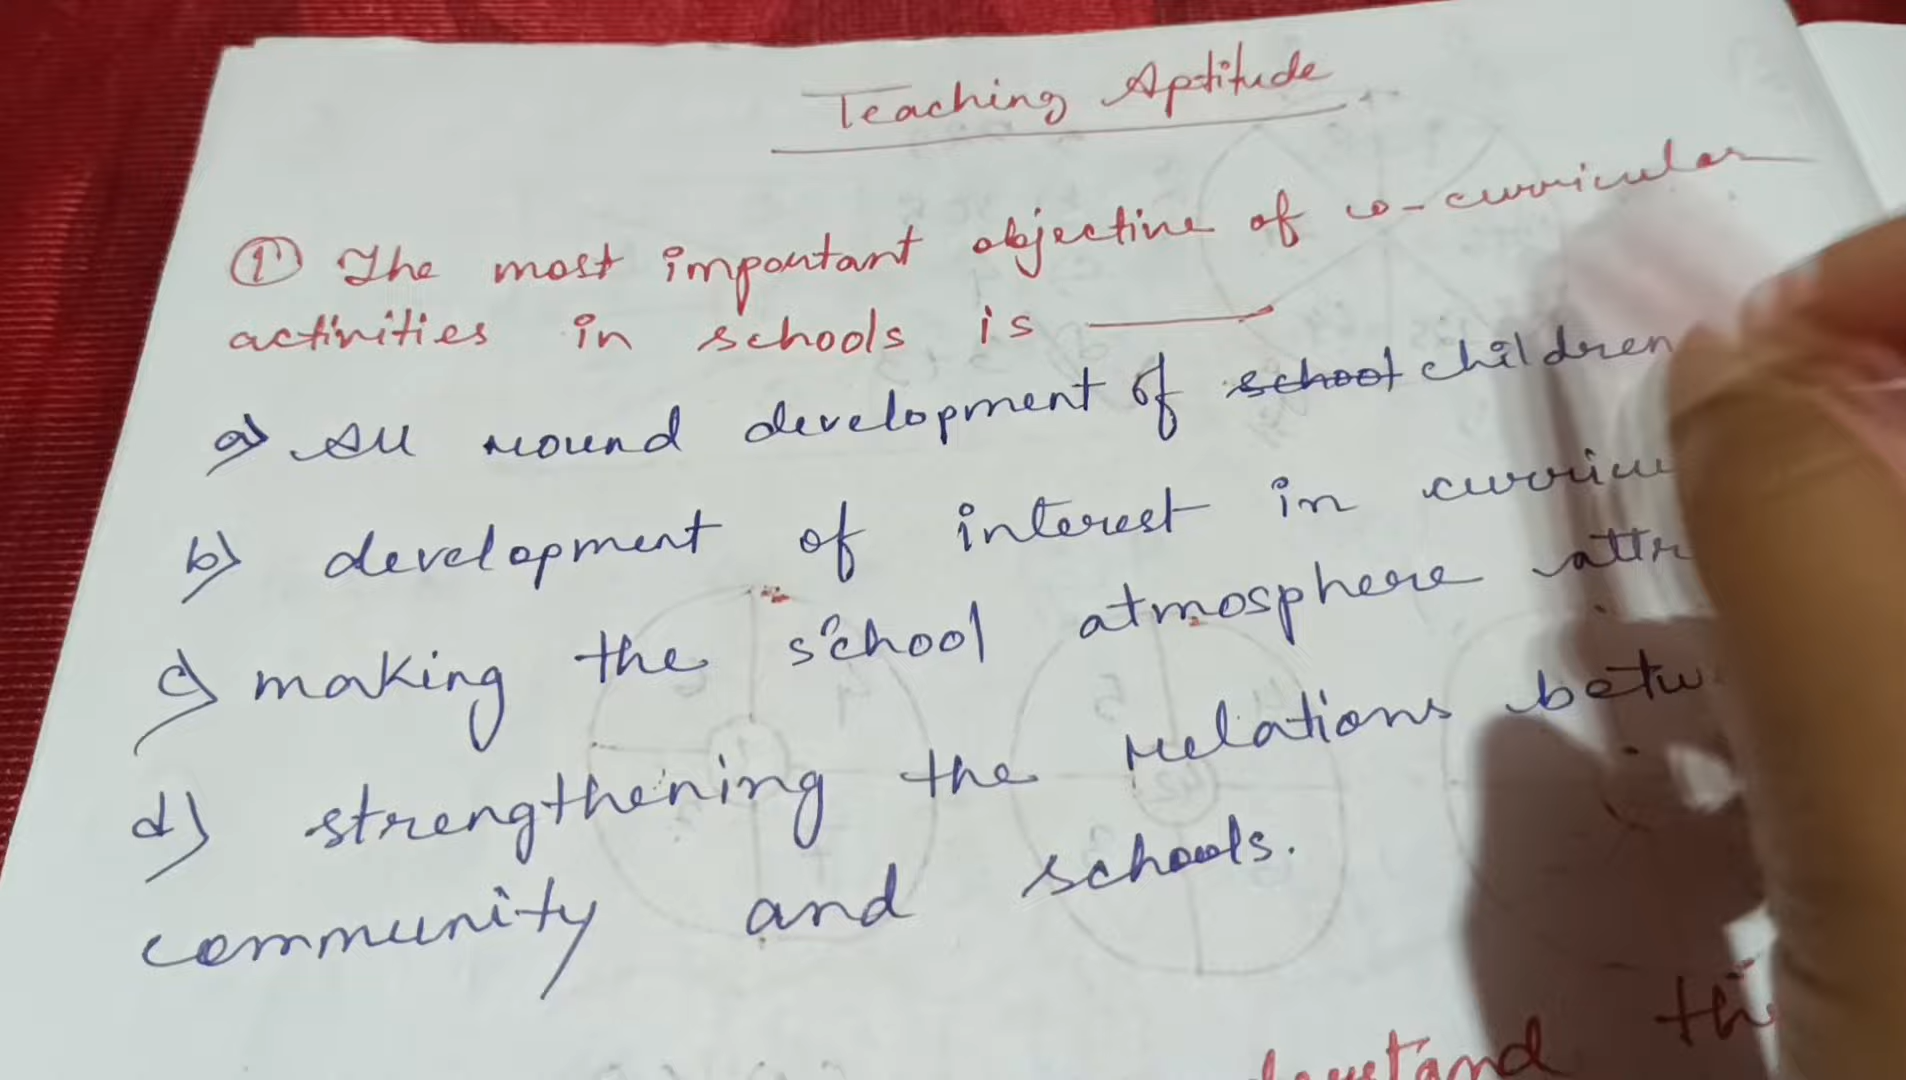 Teaching Aptitude
① The most important objective of co-curricular
activities in schools is ———
a) All round development of school children
b) development of interest in
c) making the school atmosphere
d) strengthening the relations
community and schools.